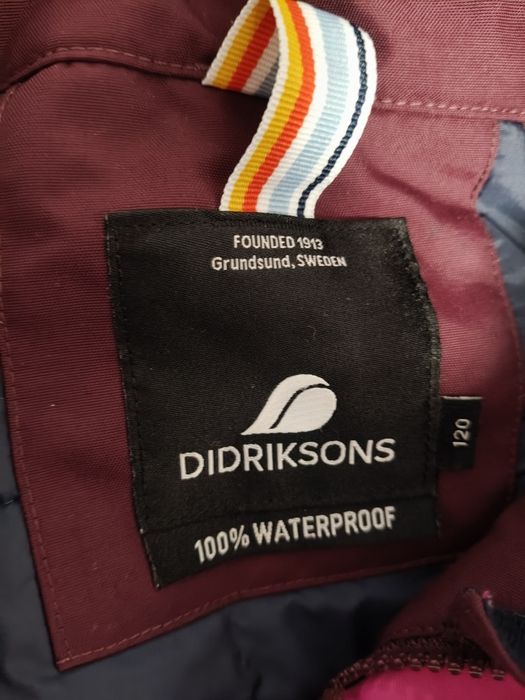 FOUNDED 1913
Grundsund, SWEDEN
DIDRIKSONS
120
100% WATERPROOF